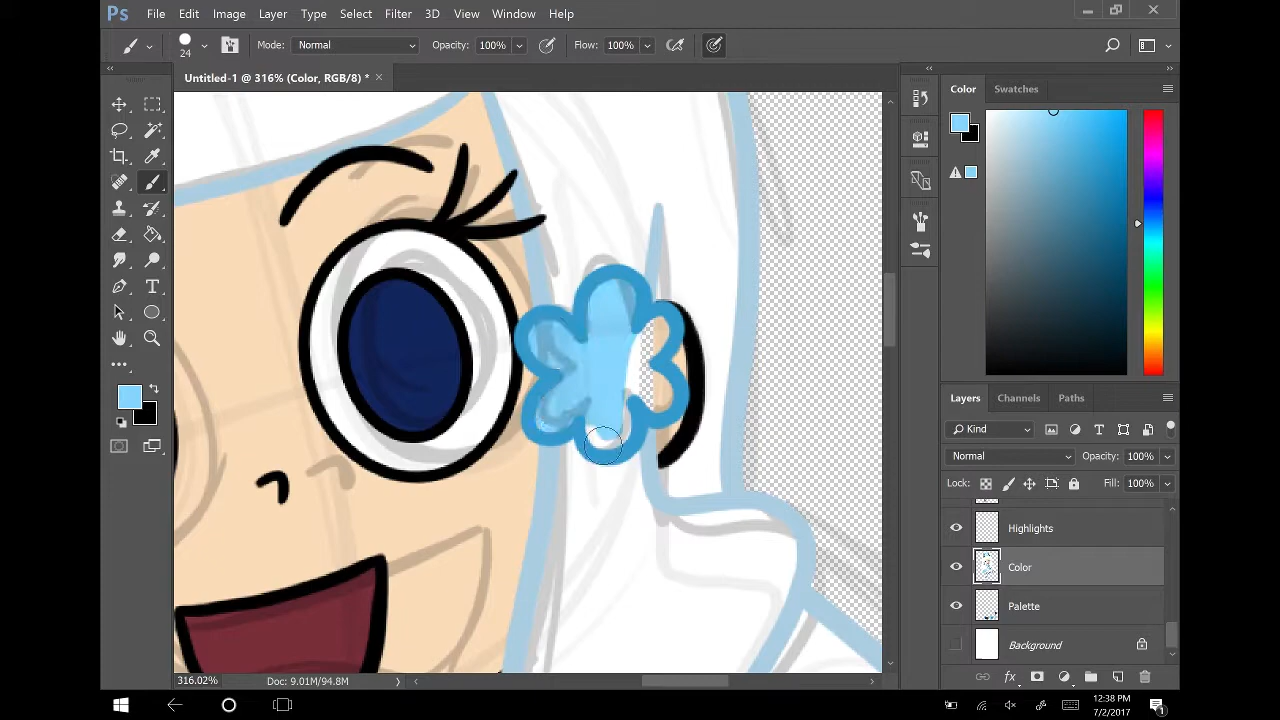 Ps File Edit Image Layer Type Select Filter 3D View Window Help
24 Mode: Normal Opacity: 100% Flow: 100%
Untitled-1 @ 316% (Color, RGB/8) * ×
Color Swatches
Layers Channels Paths
Kind
Normal Opacity: 100%
Lock: Fill: 100%
Highlights
Color
Palette
Background
fx
316.02% Doc: 9.01M/94.8M
12:38 PM
7/2/2017
1